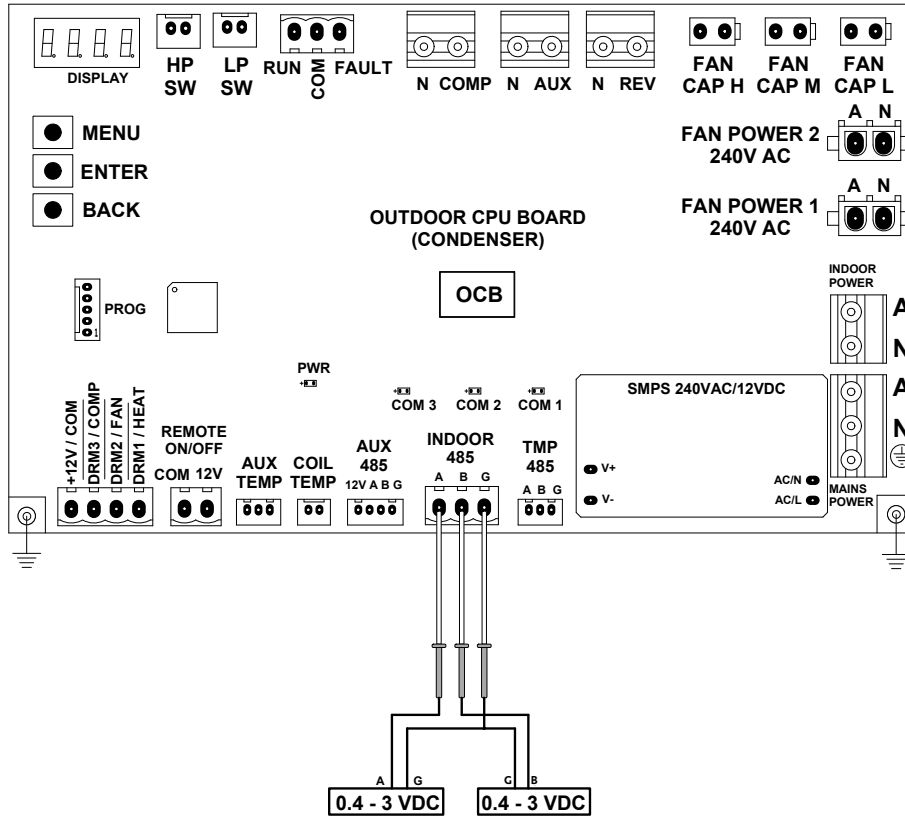 DISPLAY
HP
SW
LP
SW
RUN COM FAULT
N COMP
N AUX
N REV
FAN
CAP H
FAN
CAP M
FAN
CAP L
MENU
ENTER
BACK
A N
FAN POWER 2
240V AC
A N
FAN POWER 1
240V AC
OUTDOOR CPU BOARD
(CONDENSER)
OCB
PROG
1
INDOOR
POWER
A
N
A
N
MAINS
POWER
PWR
+
COM 3
+
COM 2
+
COM 1
+
SMPS 240VAC/12VDC
V+
V-
AC/N
AC/L
+12V / COM
DRM3 / COMP
DRM2 / FAN
DRM1 / HEAT
REMOTE
ON/OFF
COM 12V
AUX
TEMP
COIL
TEMP
AUX
485
12V A B G
INDOOR
485
A B G
TMP
485
A B G
A G
0.4 - 3 VDC
G B
0.4 - 3 VDC